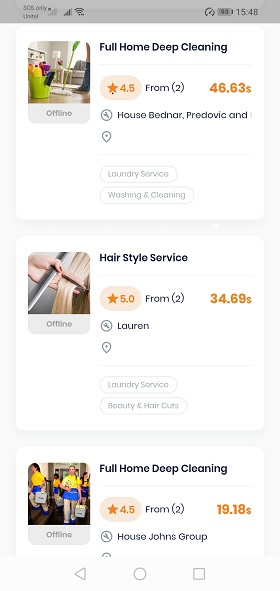 SOS only
Unitel
93
15:48
Full Home Deep Cleaning
4.5 From (2) 46.63$
House Bednar, Predovic and
Offline
Laundry Service
Washing & Cleaning
Hair Style Service
5.0 From (2) 34.69$
Offline
Lauren
Laundry Service
Beauty & Hair Cuts
Full Home Deep Cleaning
4.5 From (2) 19.18$
Offline
House Johns Group